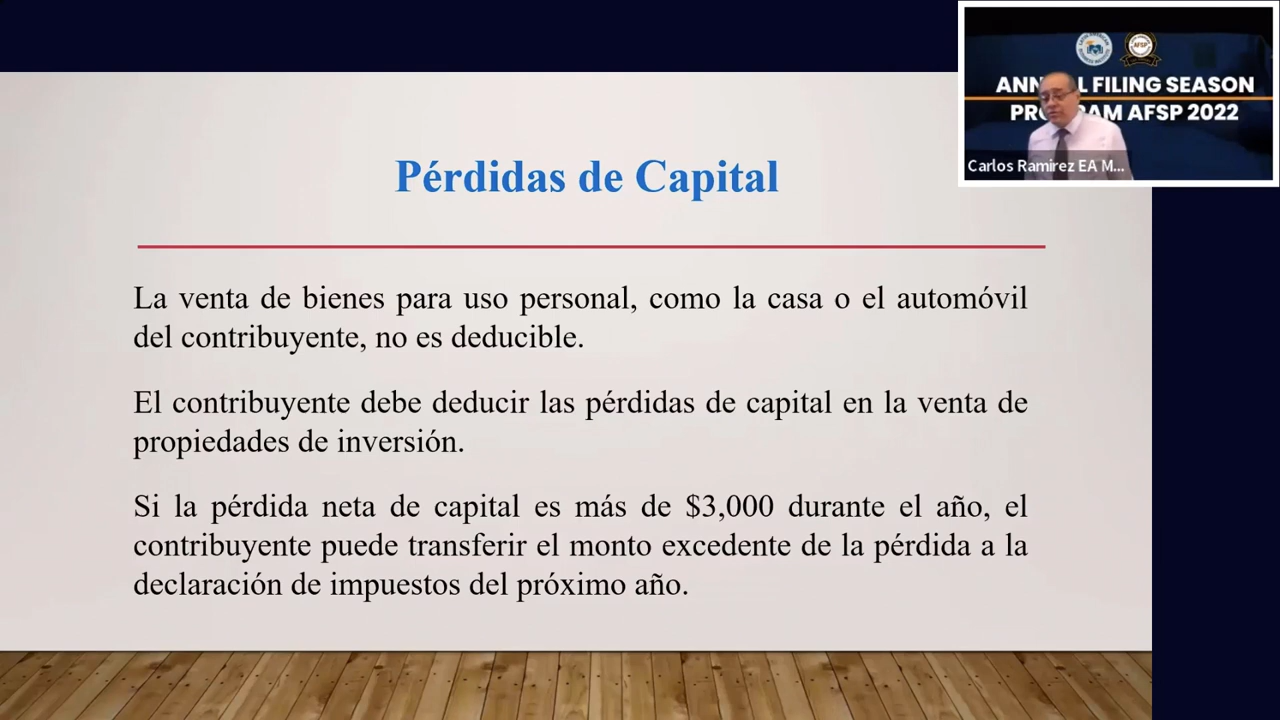 ANNUAL FILING SEASON
PROGRAM AFSP 2022
AFSP
Carlos Ramirez EA M...
Pérdidas de Capital
La venta de bienes para uso personal, como la casa o el automóvil
del contribuyente, no es deducible.
El contribuyente debe deducir las pérdidas de capital en la venta de
propiedades de inversión.
Si la pérdida neta de capital es más de $3,000 durante el año, el
contribuyente puede transferir el monto excedente de la pérdida a la
declaración de impuestos del próximo año.